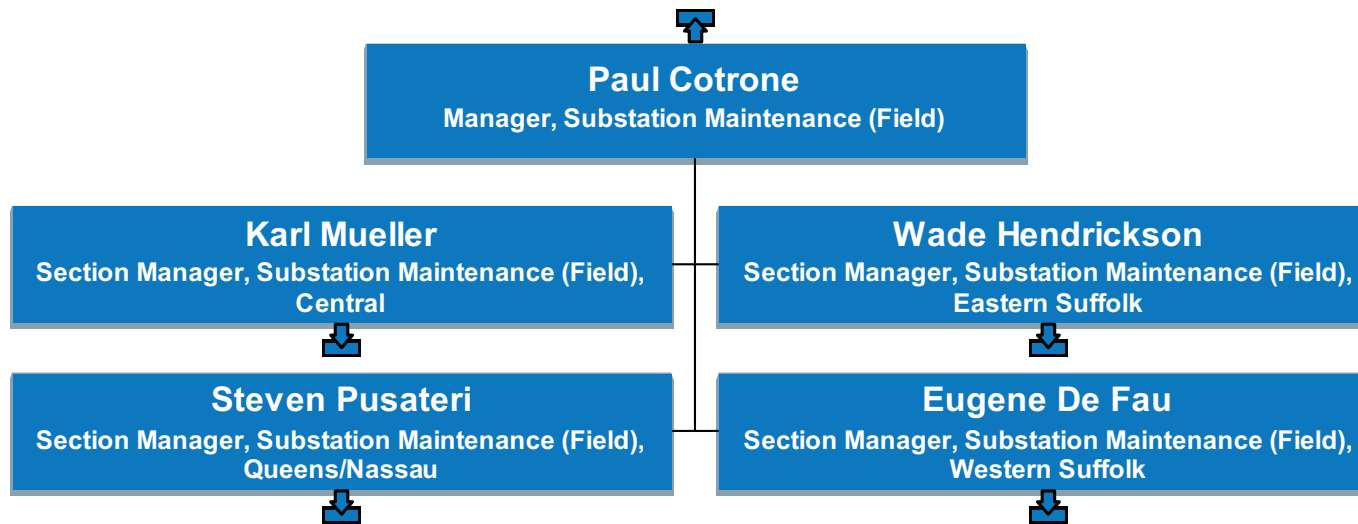 Paul Cotrone
Manager, Substation Maintenance (Field)
Karl Mueller
Section Manager, Substation Maintenance (Field),
Central
Wade Hendrickson
Section Manager, Substation Maintenance (Field),
Eastern Suffolk
Steven Pusateri
Section Manager, Substation Maintenance (Field),
Queens/Nassau
Eugene De Fau
Section Manager, Substation Maintenance (Field),
Western Suffolk